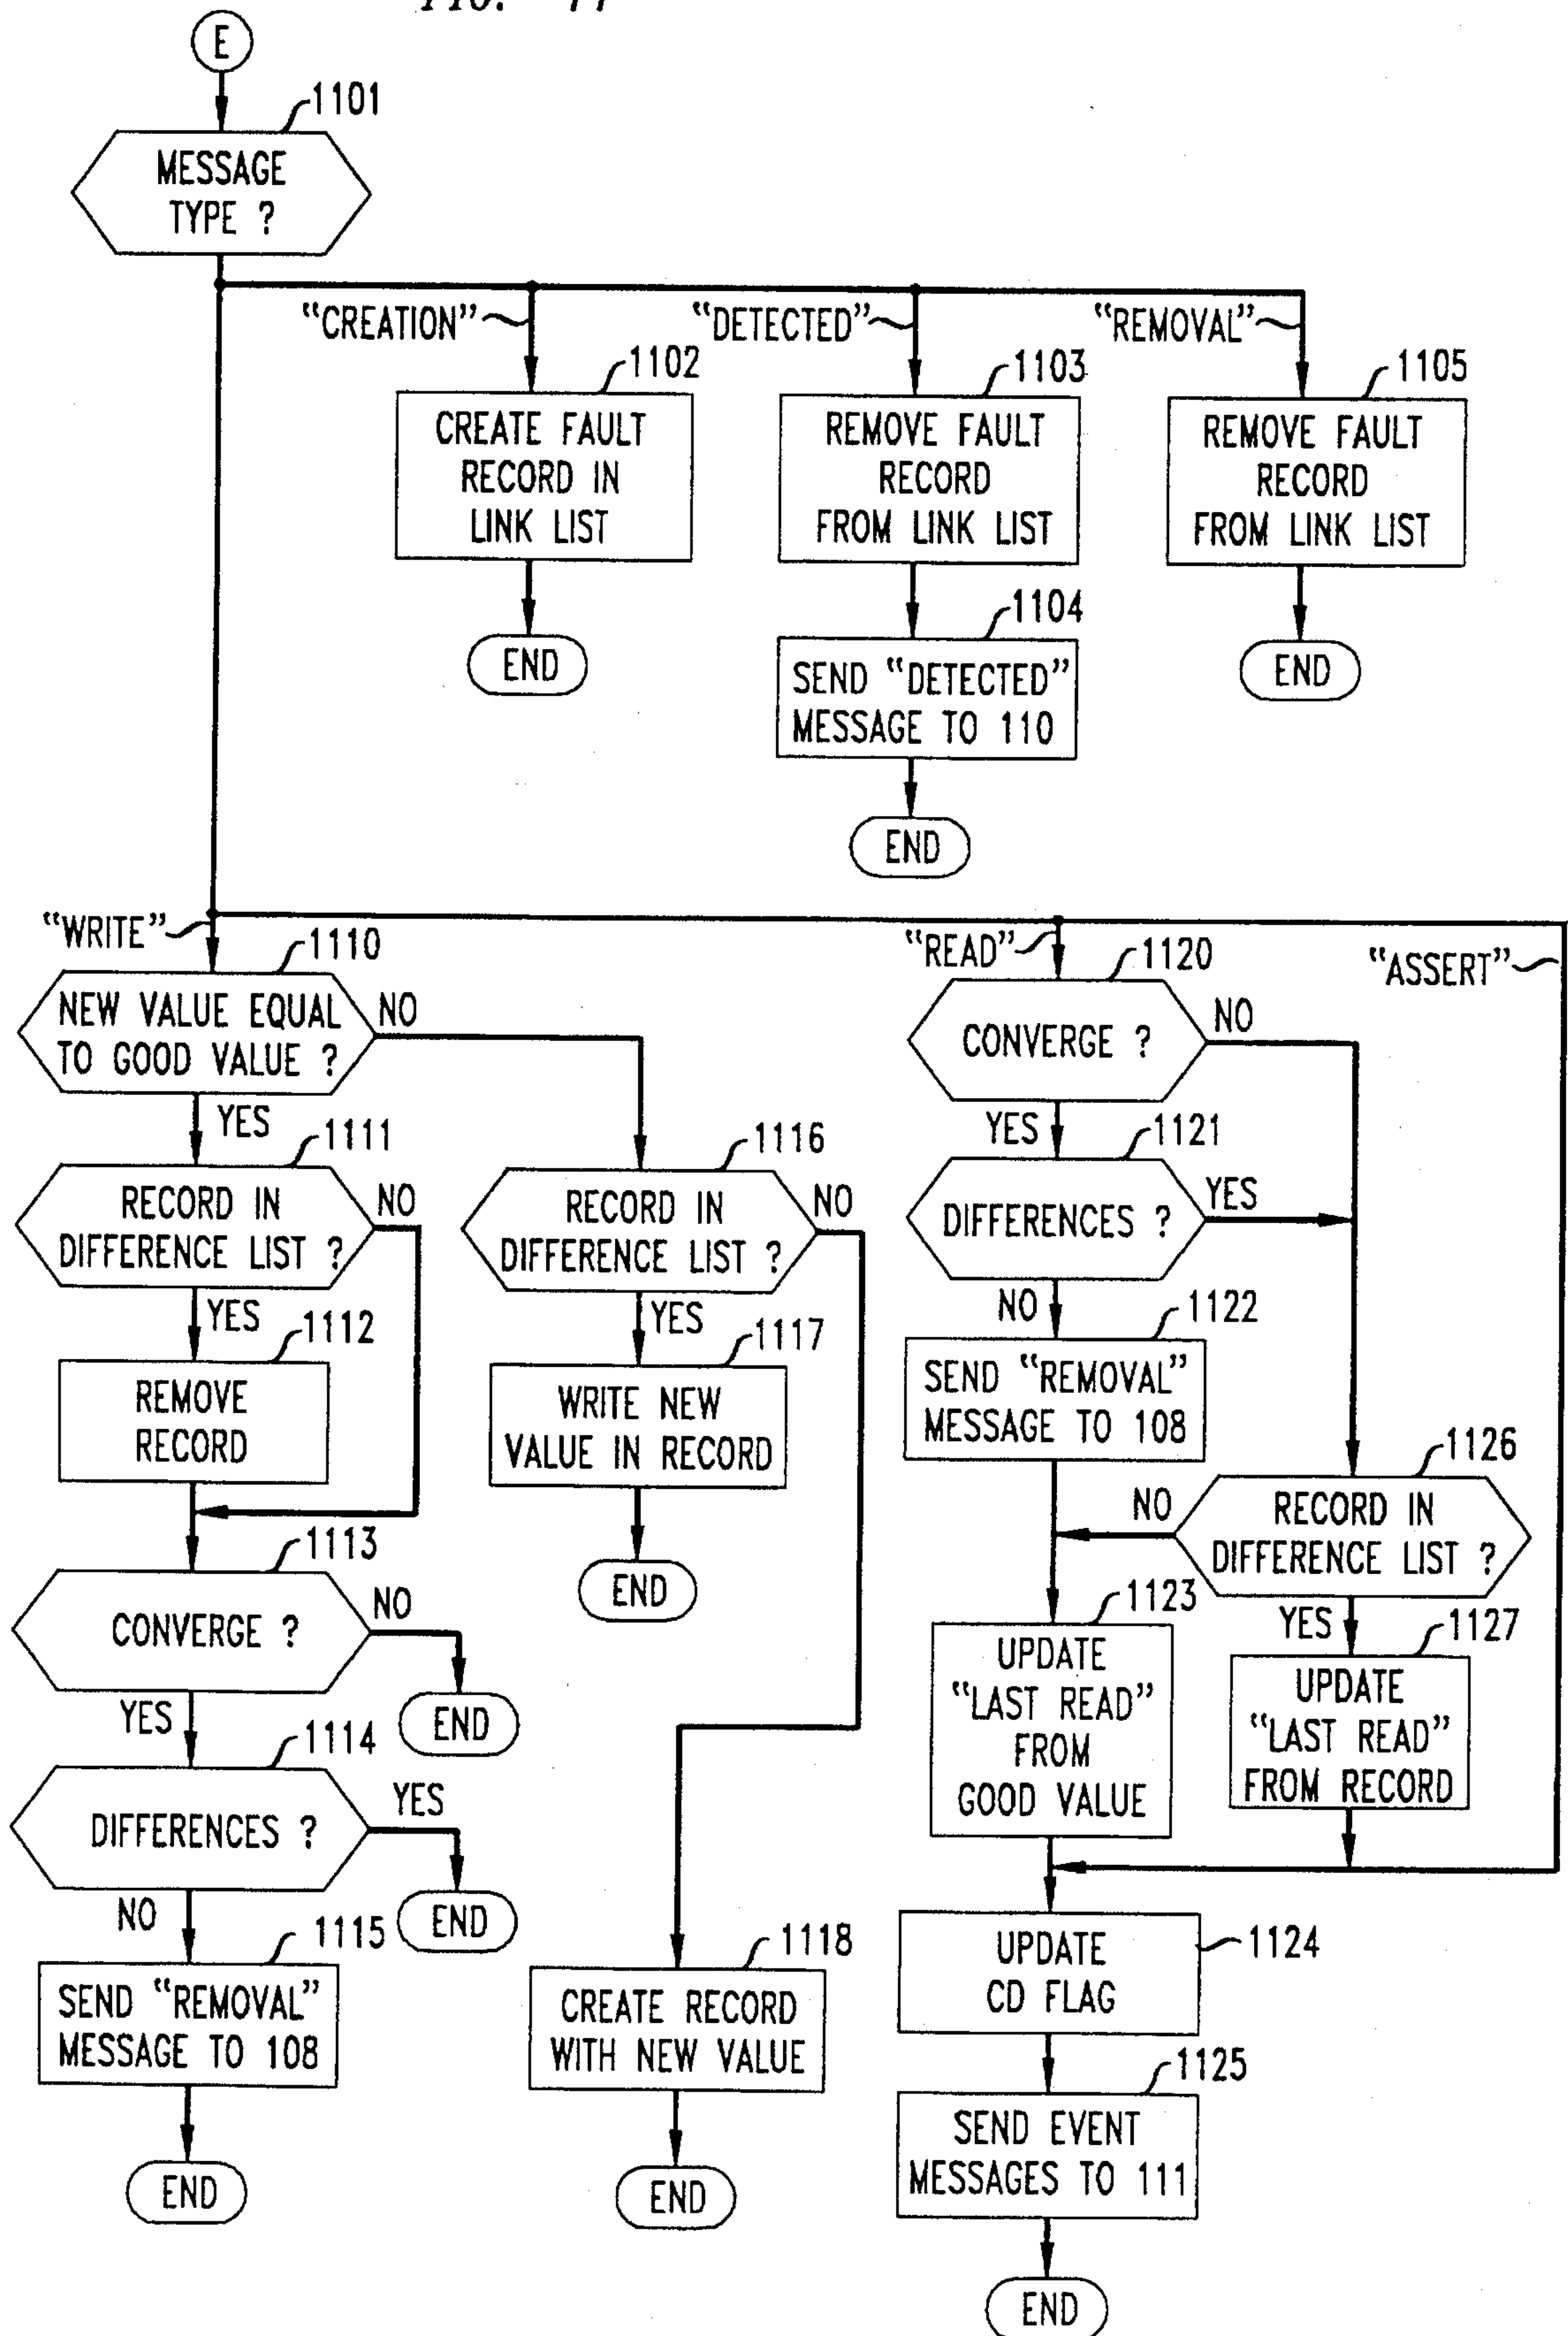 FIG. 11
E
1101
MESSAGE
TYPE ?
"CREATION"
"DETECTED"
"REMOVAL"
1102
CREATE FAULT
RECORD IN
LINK LIST
END
1103
REMOVE FAULT
RECORD
FROM LINK LIST
1104
SEND "DETECTED"
MESSAGE TO 110
END
1105
REMOVE FAULT
RECORD
FROM LINK LIST
END
"WRITE"
1110
NEW VALUE EQUAL
TO GOOD VALUE ?
NO
YES
1111
RECORD IN
DIFFERENCE LIST ?
NO
YES
1112
REMOVE
RECORD
1113
CONVERGE ?
NO
END
YES
1114
DIFFERENCES ?
YES
END
NO
1115
SEND "REMOVAL"
MESSAGE TO 108
END
1116
RECORD IN
DIFFERENCE LIST ?
NO
YES
1117
WRITE NEW
VALUE IN RECORD
END
1118
CREATE RECORD
WITH NEW VALUE
END
"READ"
1120
CONVERGE ?
NO
YES
1121
DIFFERENCES ?
YES
NO
1122
SEND "REMOVAL"
MESSAGE TO 108
"ASSERT"
1126
RECORD IN
DIFFERENCE LIST ?
NO
YES
1123
UPDATE
"LAST READ"
FROM
GOOD VALUE
1127
UPDATE
"LAST READ"
FROM RECORD
1124
UPDATE
CD FLAG
1125
SEND EVENT
MESSAGES TO 111
END